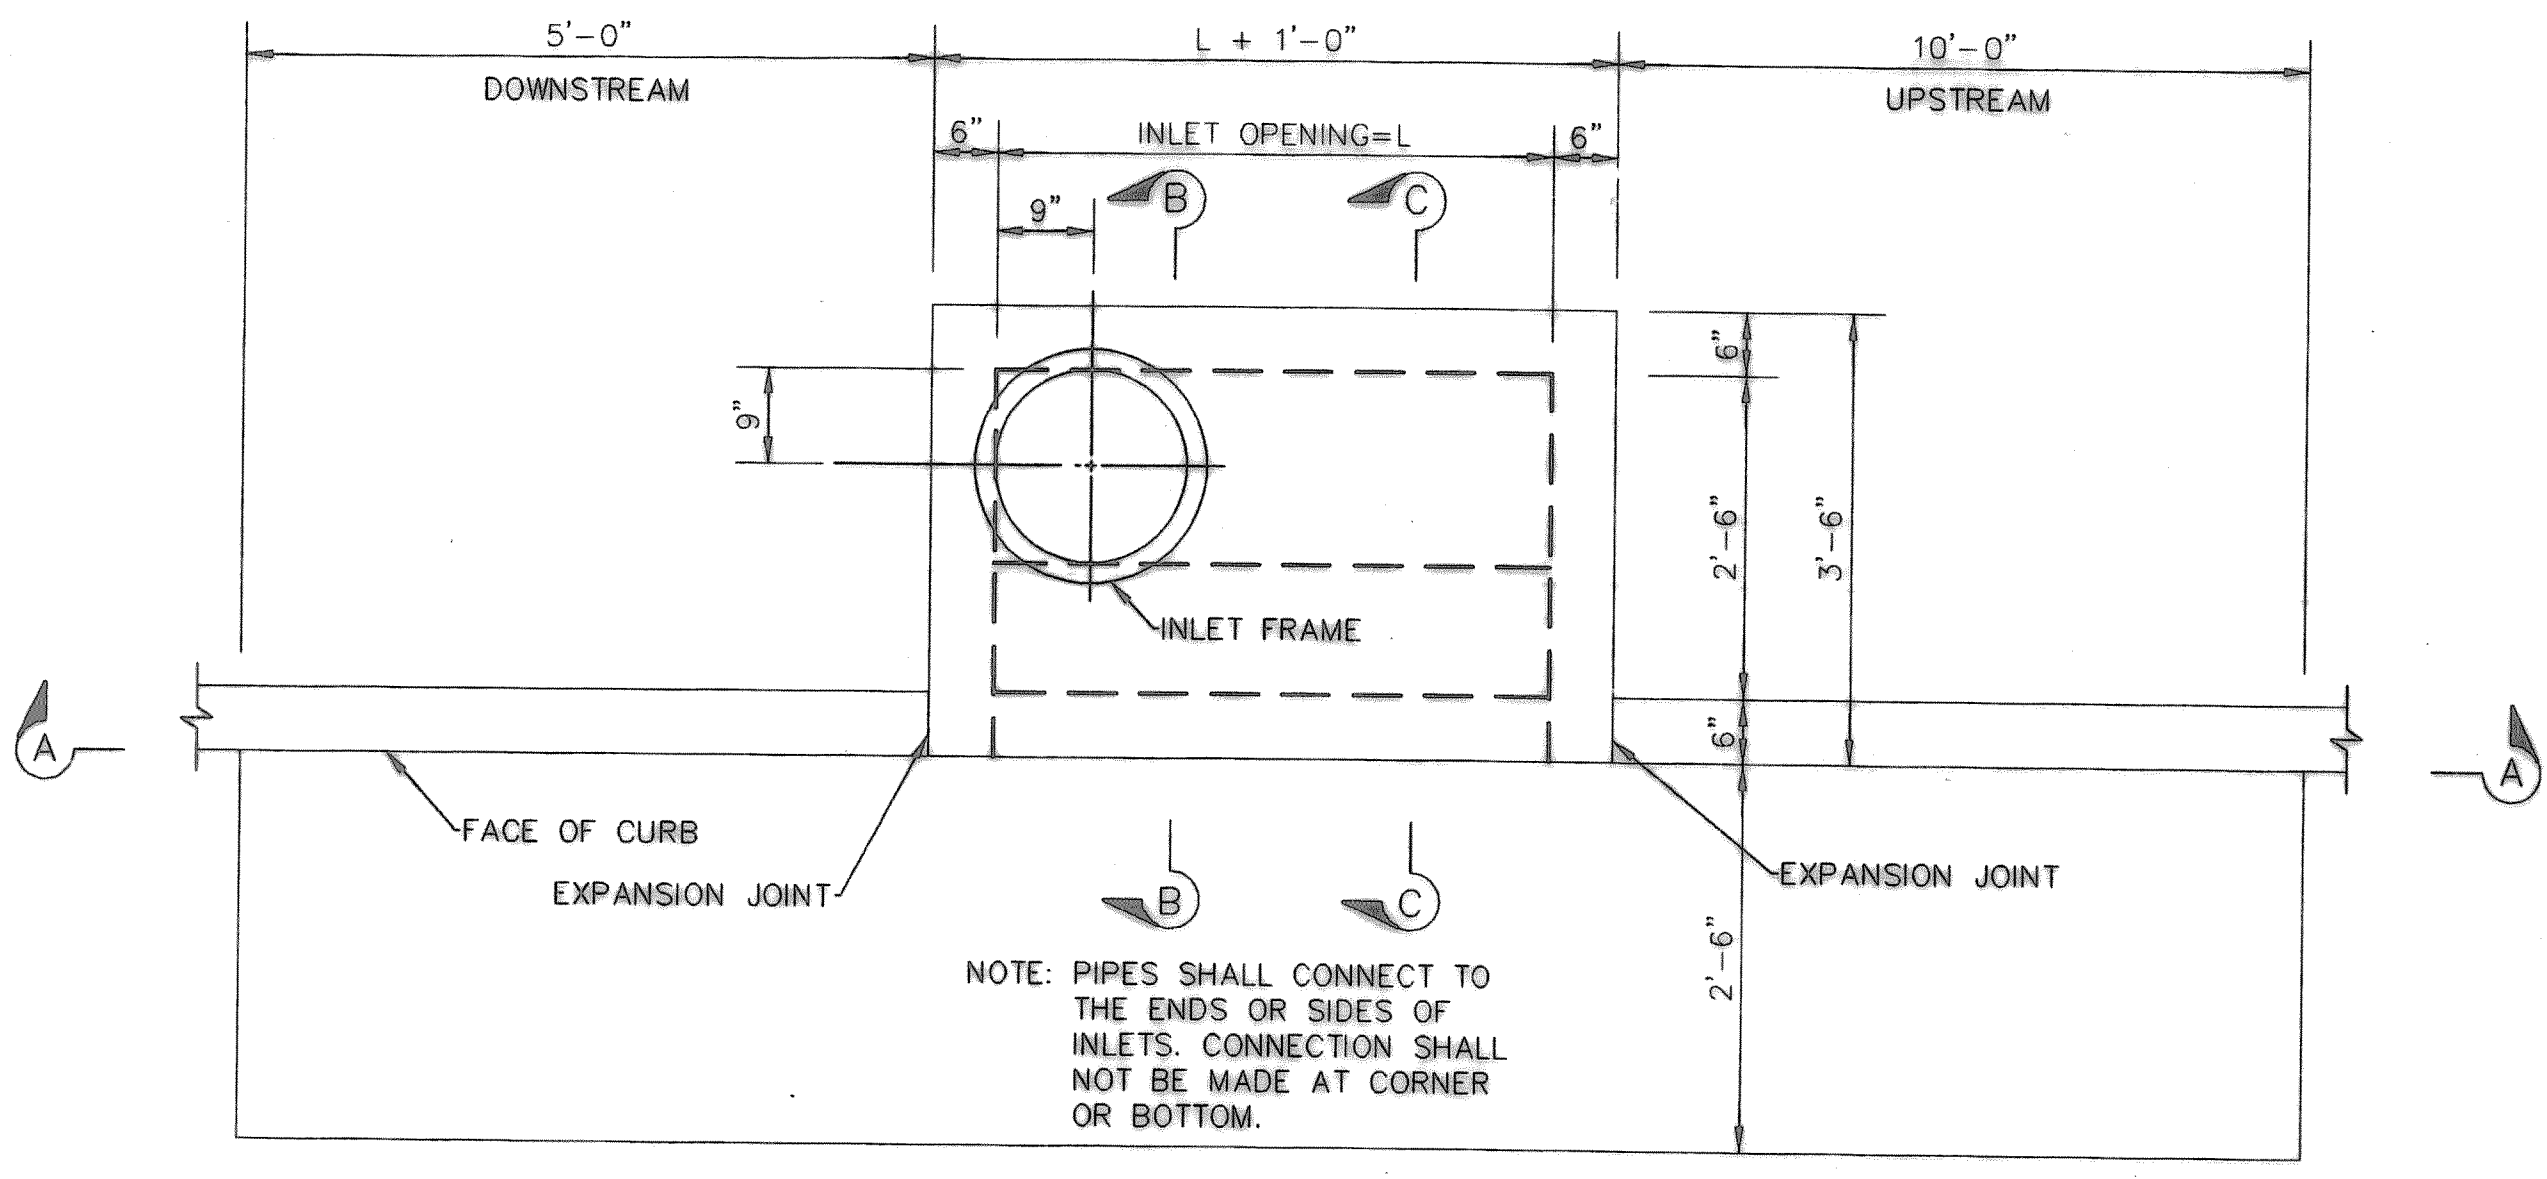 5'-0"
L + 1'-0"
10'-0"
DOWNSTREAM
UPSTREAM
6"
INLET OPENING=L
6"
B
C
9"
6"
9"
2'-6"
3'-6"
INLET FRAME
6"
A
A
FACE OF CURB
EXPANSION JOINT
EXPANSION JOINT
B
C
2'-6"
NOTE: PIPES SHALL CONNECT TO
THE ENDS OR SIDES OF
INLETS. CONNECTION SHALL
NOT BE MADE AT CORNER
OR BOTTOM.